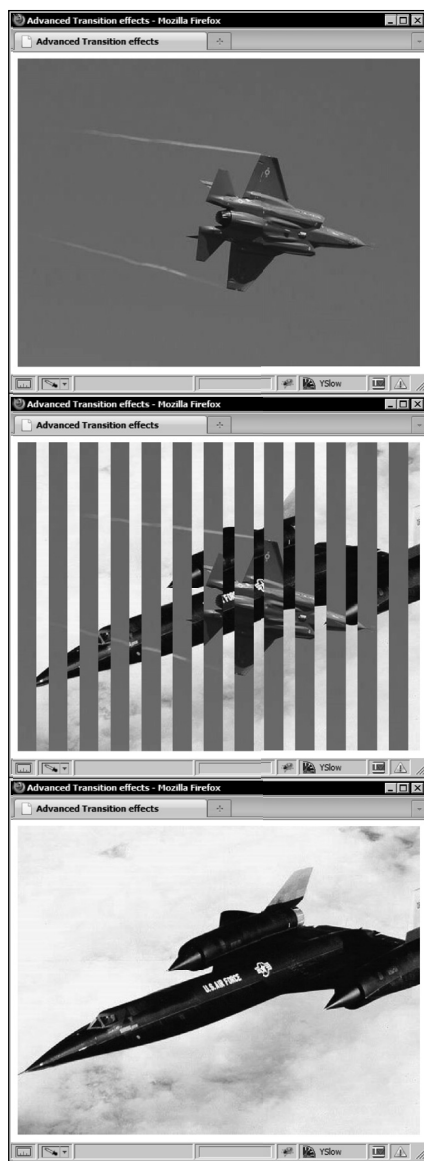 Advanced Transition effects - Mozilla Firefox
Advanced Transition effects
YSlow
Advanced Transition effects - Mozilla Firefox
Advanced Transition effects
YSlow
Advanced Transition effects - Mozilla Firefox
Advanced Transition effects
U.S. AIR FORCE
YSlow